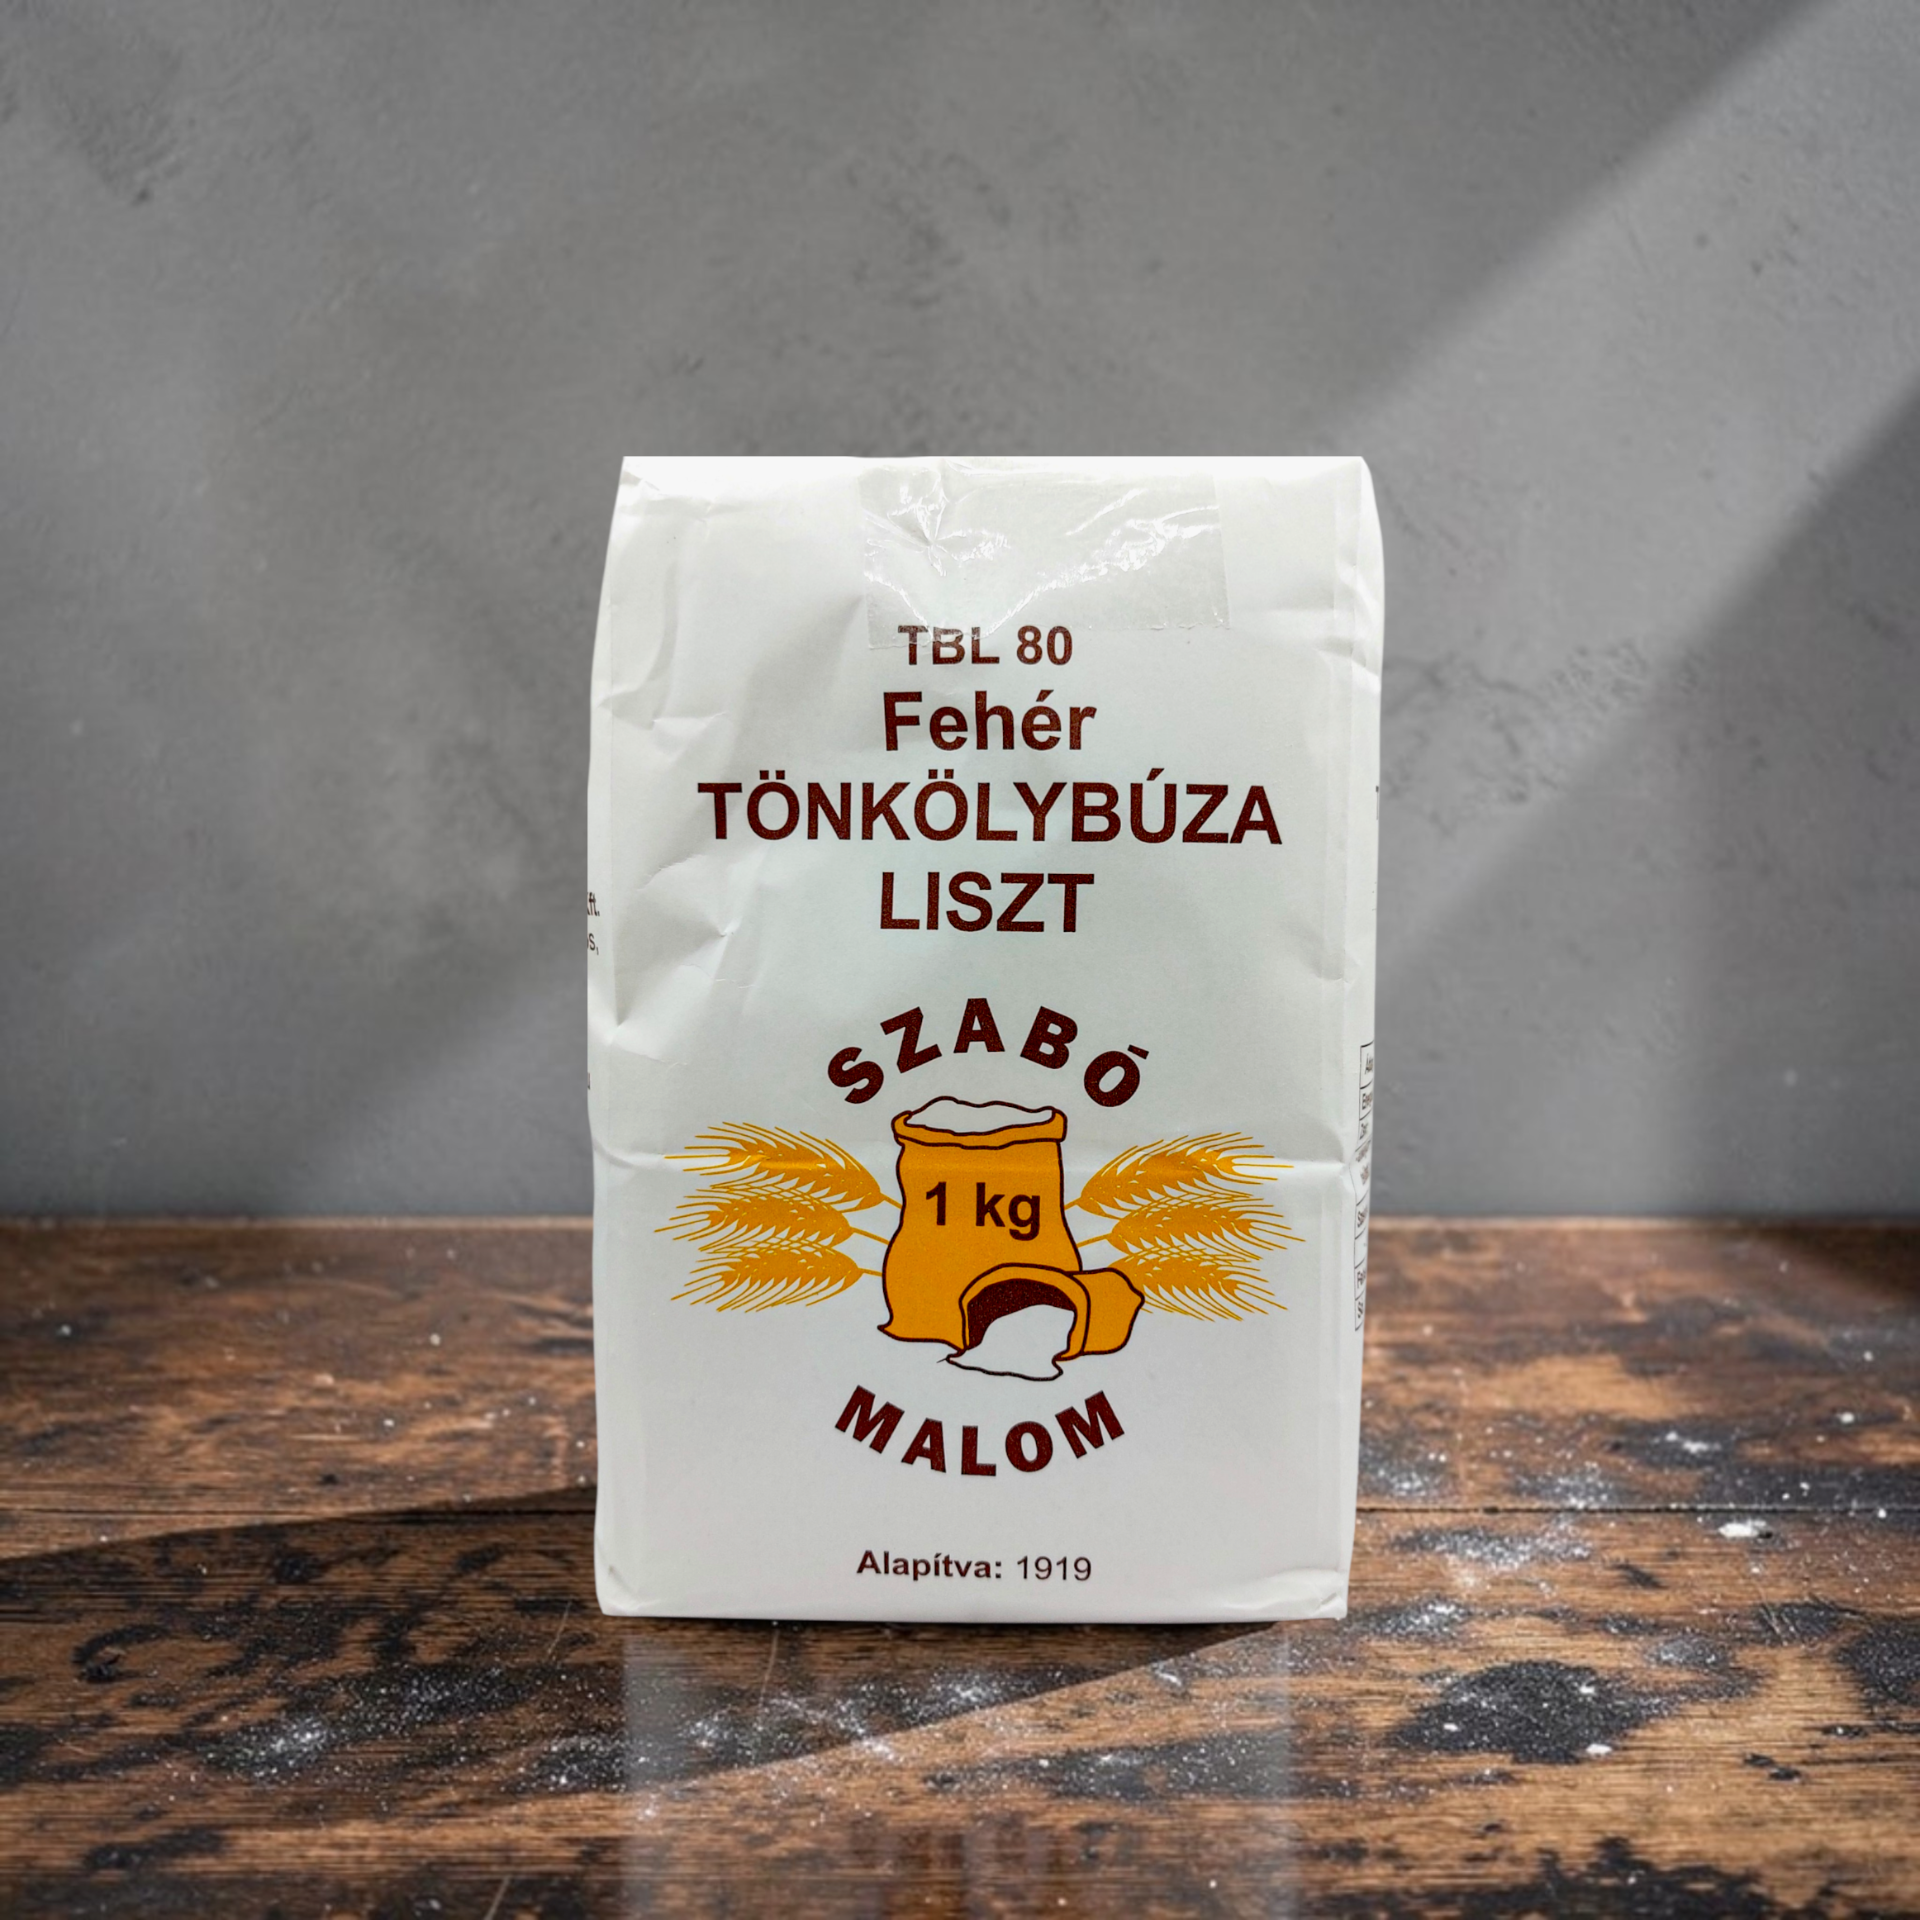 TBL 80
Fehér
TÖNKÖLYBÚZA
LISZT
SZABÓ
1 kg
MALOM
Alapítva: 1919